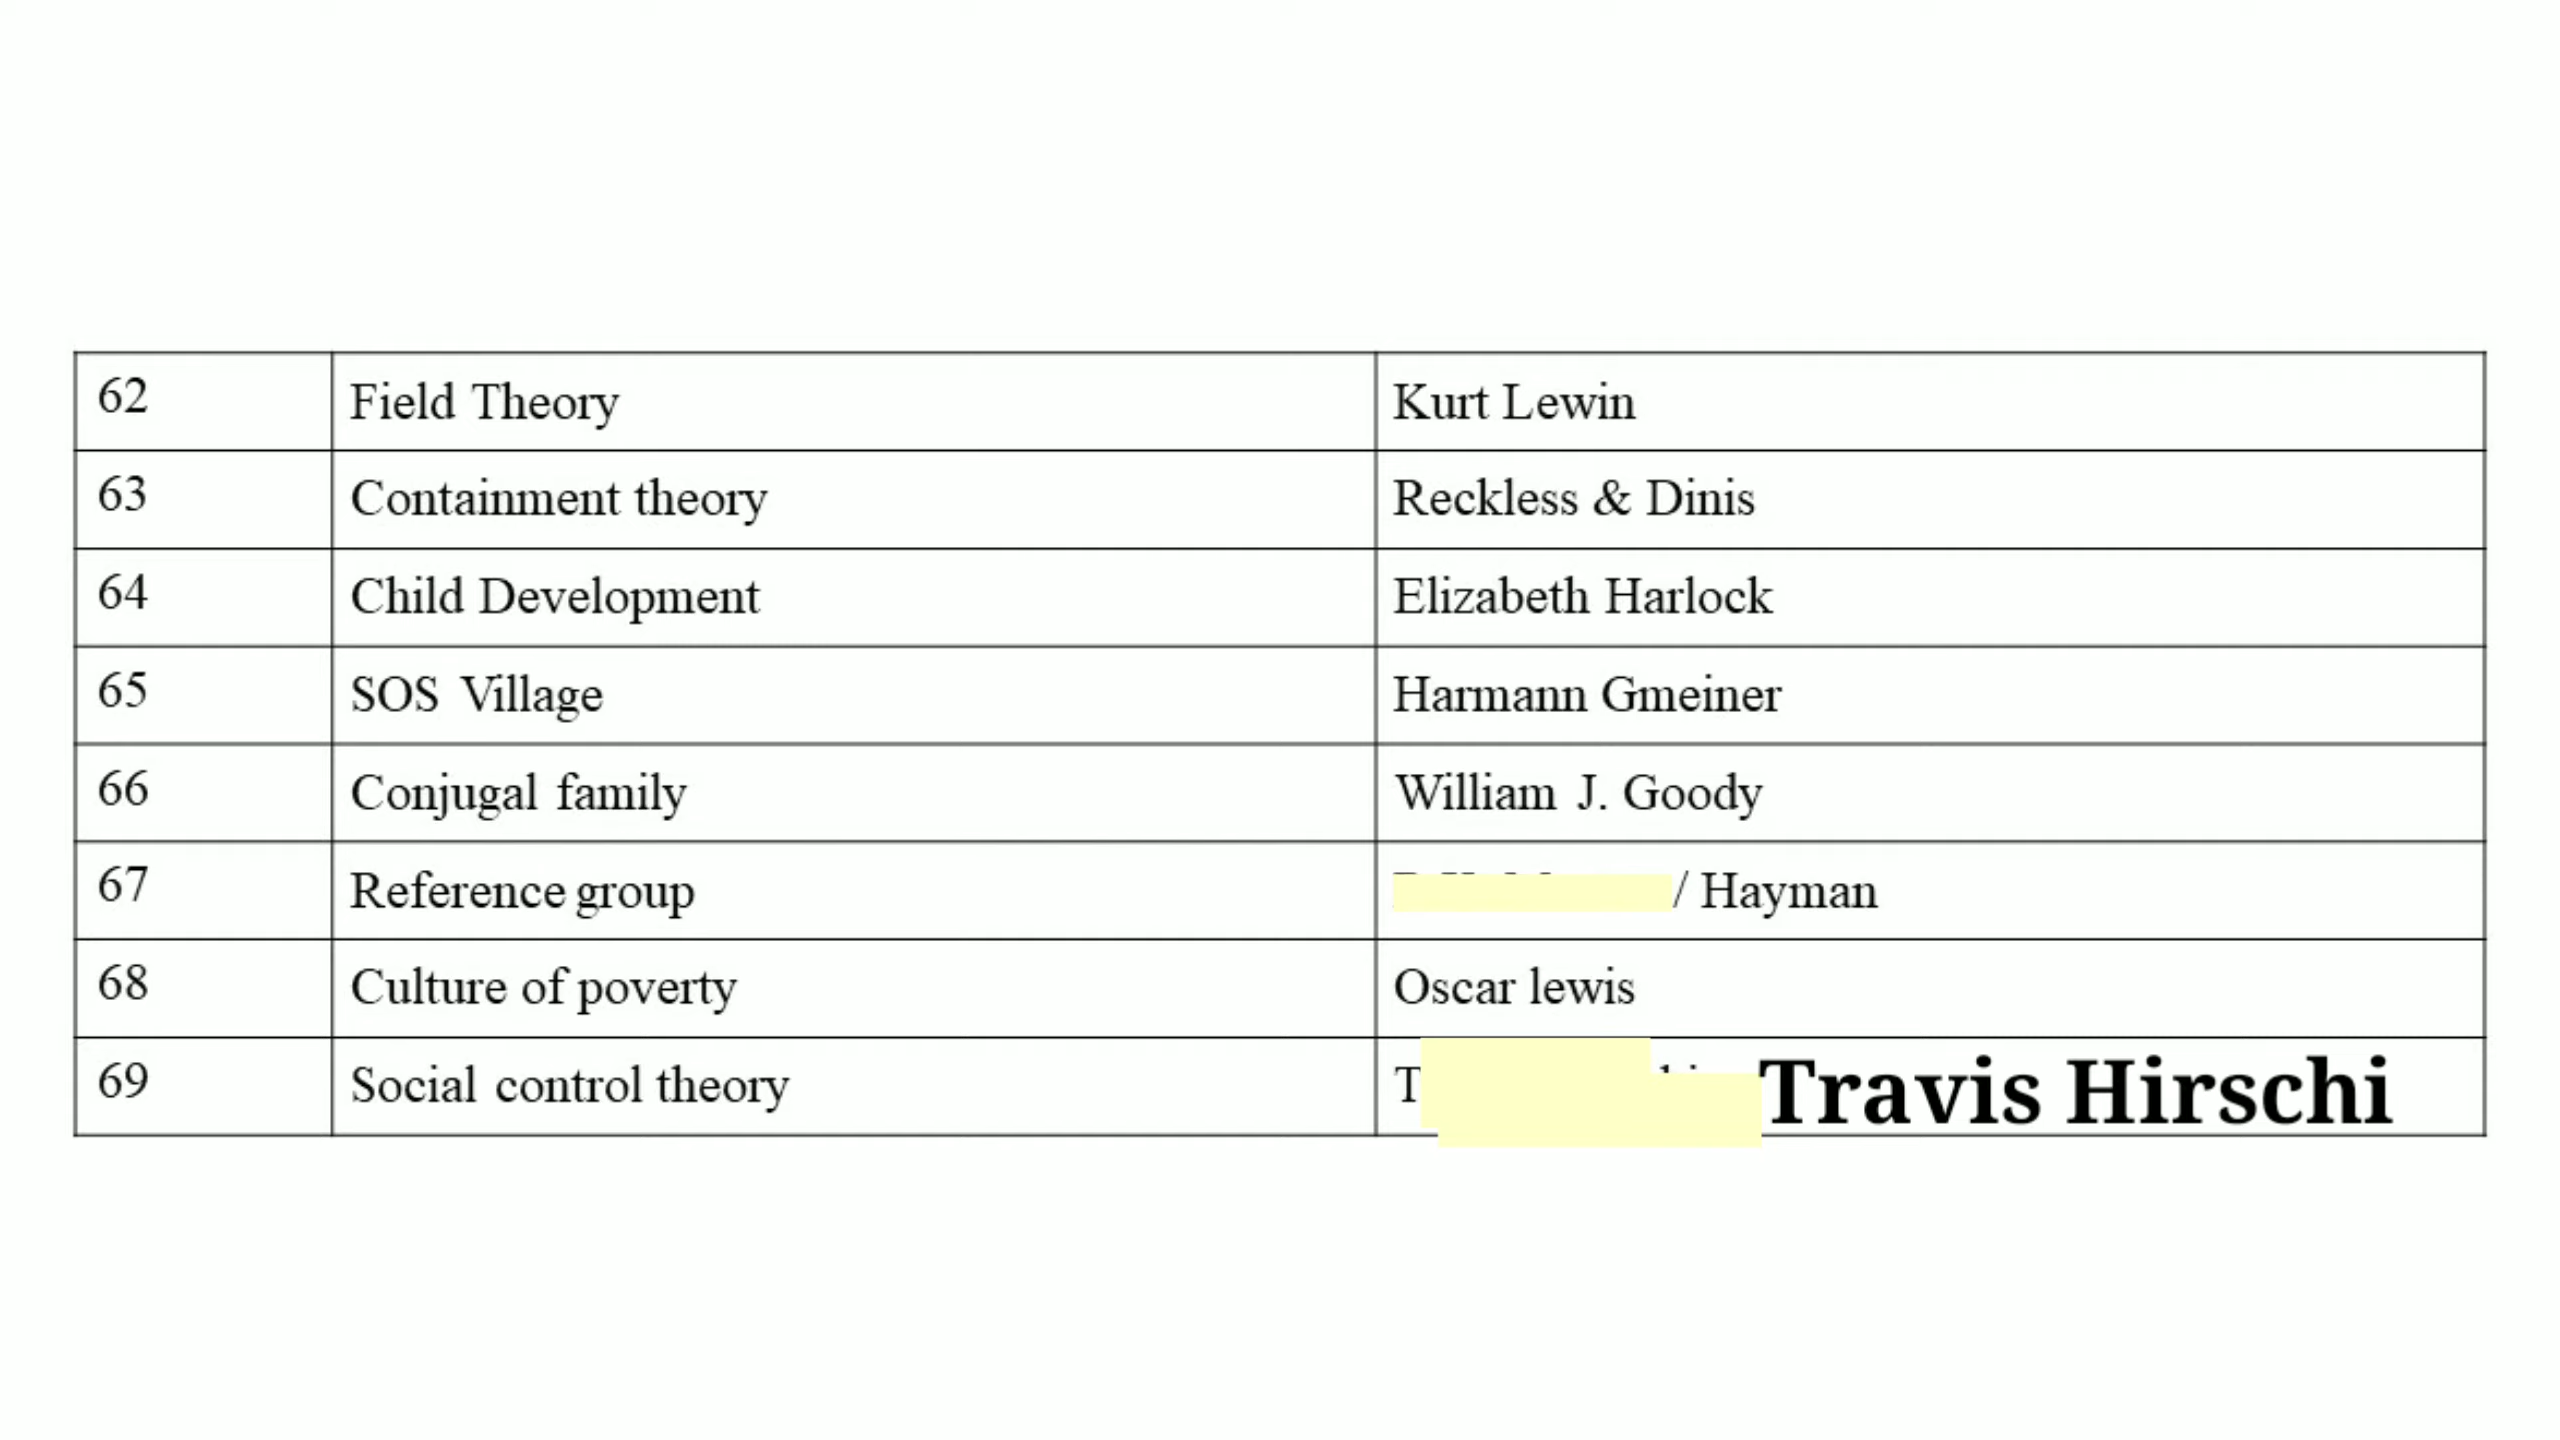 62 Field Theory Kurt Lewin
63 Containment theory Reckless & Dinis
64 Child Development Elizabeth Harlock
65 SOS Village Harmann Gmeiner
66 Conjugal family William J. Goody
67 Reference group / Hayman
68 Culture of poverty Oscar lewis
69 Social control theory Travis Hirschi